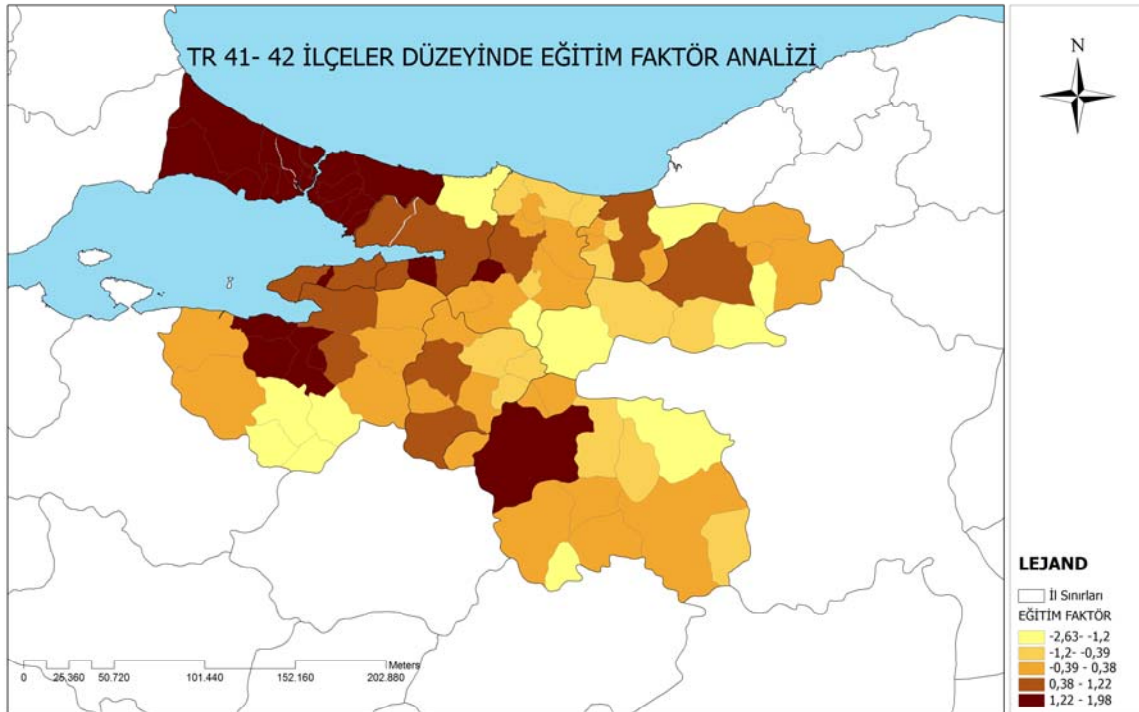 TR 41- 42 İLÇELER DÜZEYİNDE EĞİTİM FAKTÖR ANALİZİ
N
LEJAND
İl Sınırları
EĞİTİM FAKTÖR
-2,63- -1,2
-1,2- -0,39
-0,39 - 0,38
0,38 - 1,22
1,22 - 1,98
Meters
0 25.360 50.720 101.440 152.160 202.880